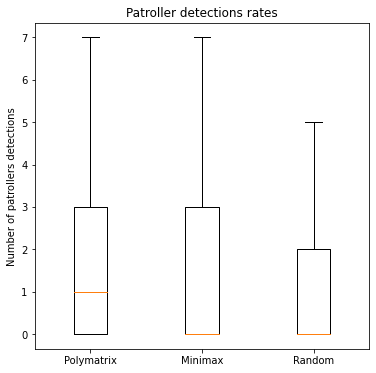 Patroller detections rates
Number of patrollers detections
7
6
5
4
3
2
1
0
Polymatrix Minimax Random